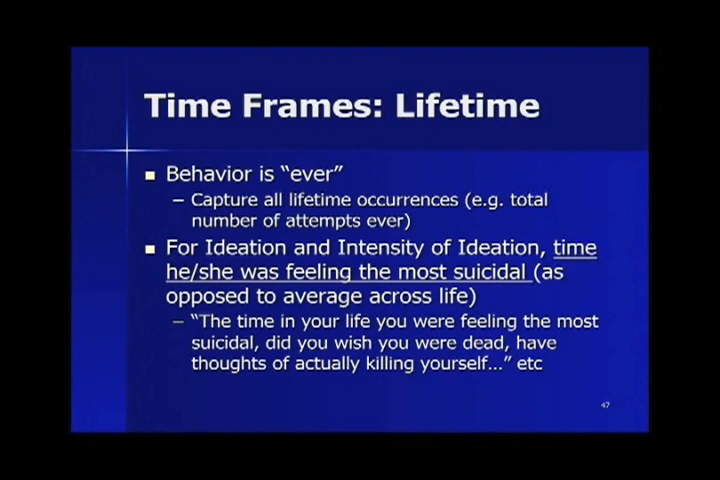 Time Frames: Lifetime
Behavior is “ever”
– Capture all lifetime occurrences (e.g. total
number of attempts ever)
For Ideation and Intensity of Ideation, time
he/she was feeling the most suicidal (as
opposed to average across life)
– “The time in your life you were feeling the most
suicidal, did you wish you were dead, have
thoughts of actually killing yourself...” etc
47